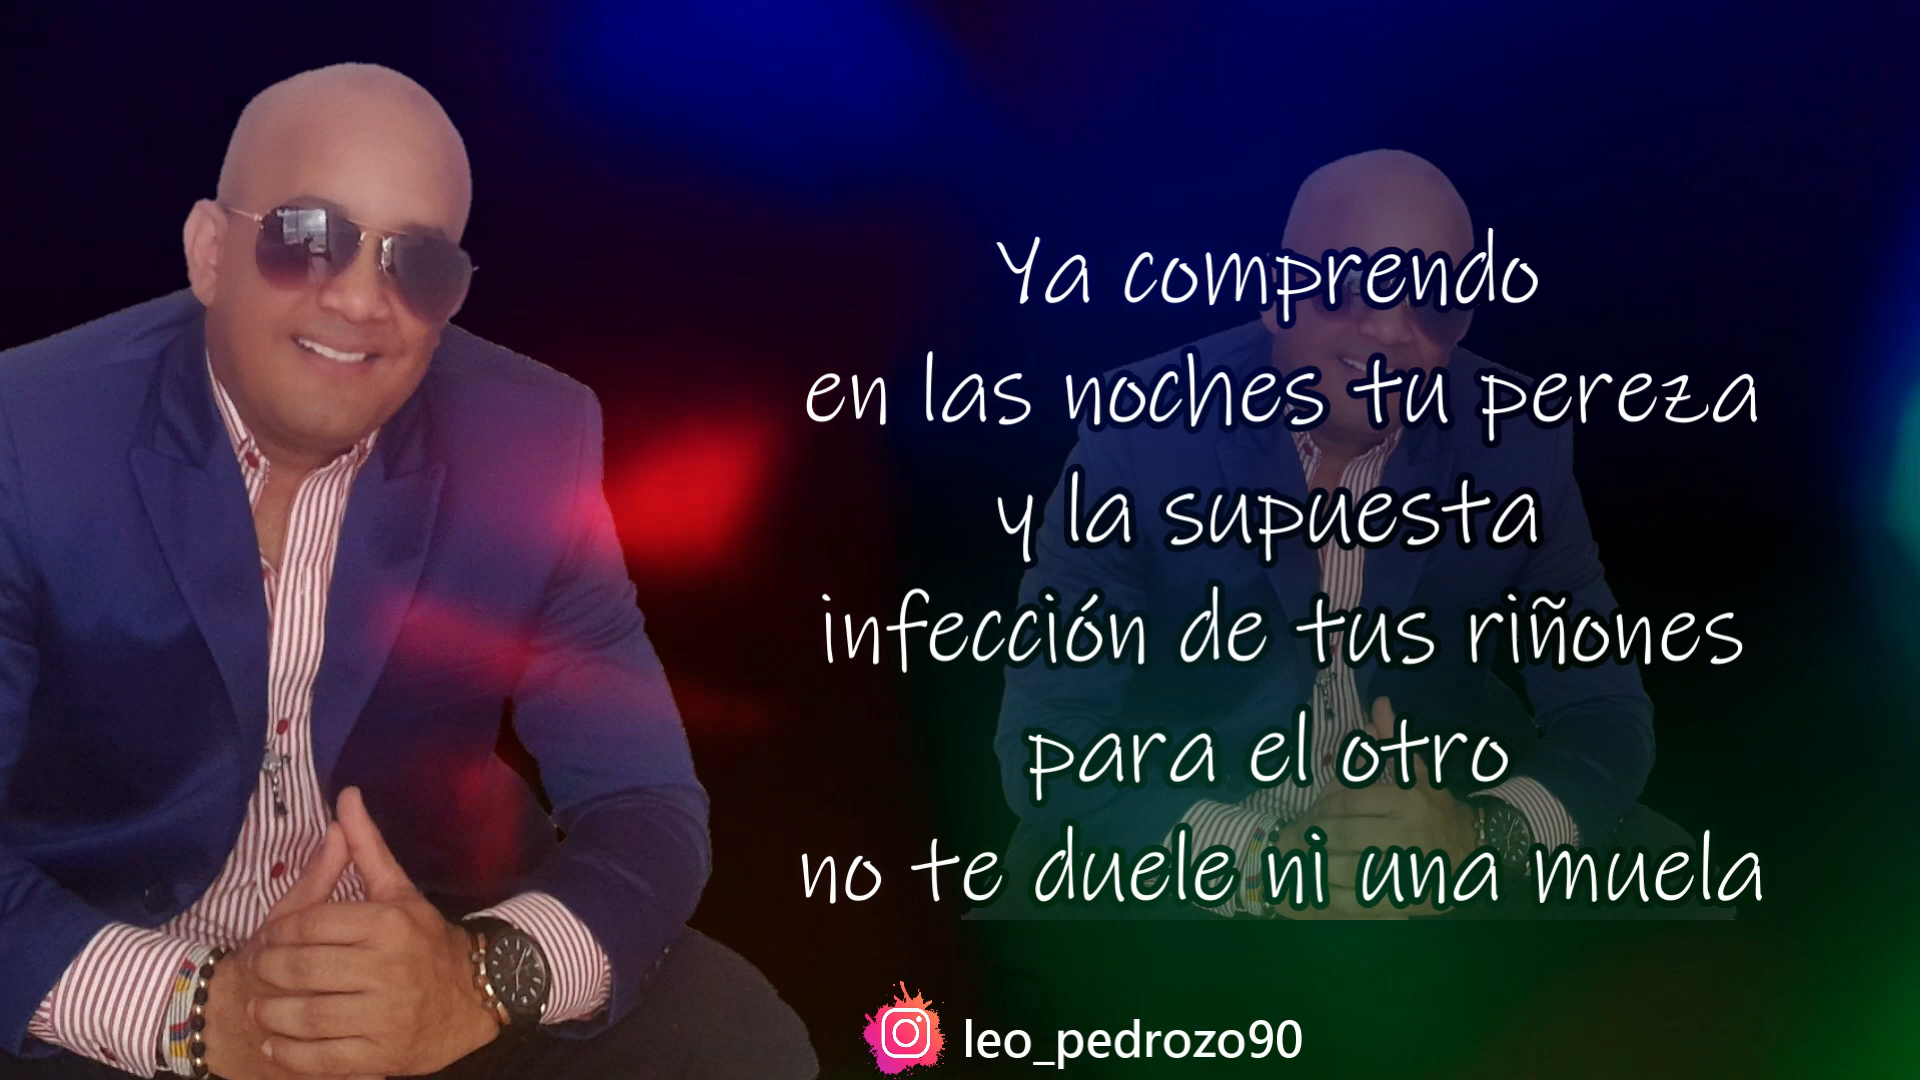 Ya comprendo
en las noches tu pereza
y la supuesta
infección de tus riñones
para el otro
no te duele ni una muela
leo_pedrozo90